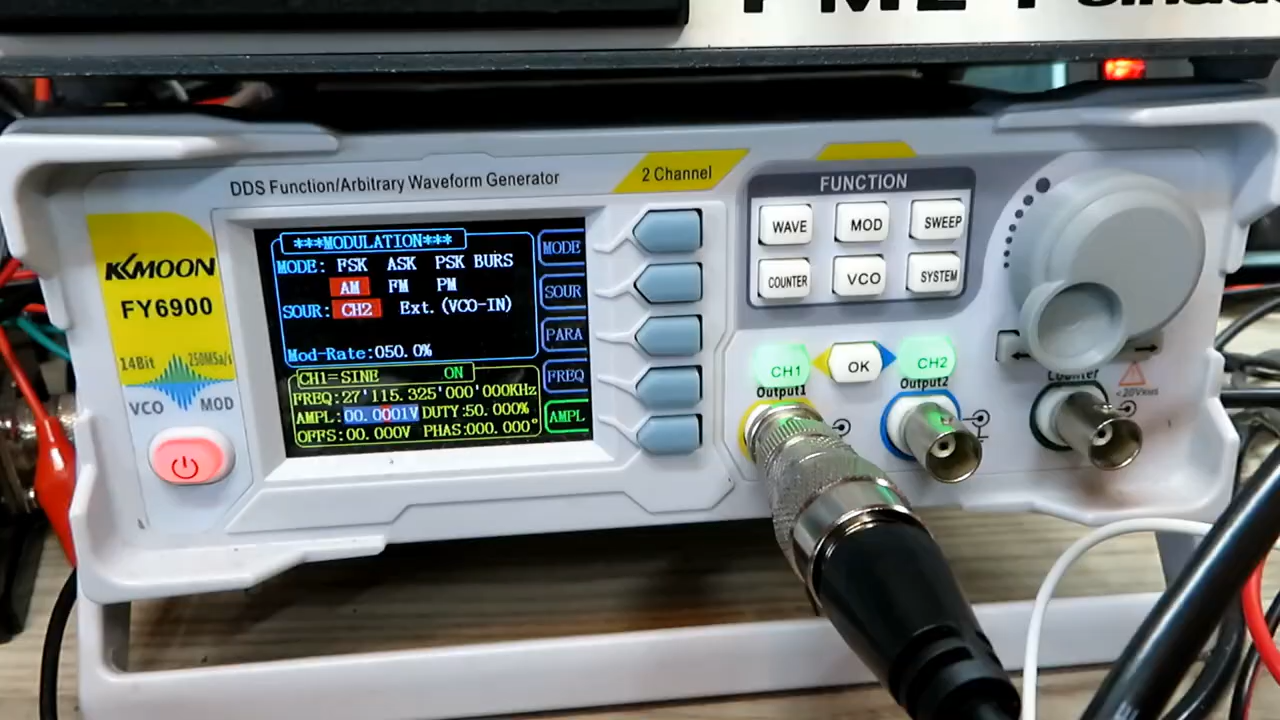 DDS Function/Arbitrary Waveform Generator
2 Channel
KKMOON
FY6900
14Bit
250MSa/s
VCO
MOD
***MODULATION***
MODE: FSK ASK PSK BURS
AM FM PM
SOUR: CH2 Ext.(VCO-IN)
Mod-Rate:050.0%
CH1=SINE ON
FREQ:27'115.325'000'000KHz
AMPL:00.0001V DUTY:50.000%
OFFS:00.000V PHAS:000.000°
MODE
SOUR
PARA
FREQ
AMPL
FUNCTION
WAVE MOD SWEEP
COUNTER VCO SYSTEM
CH1 OK CH2
Output1
Output2
Counter